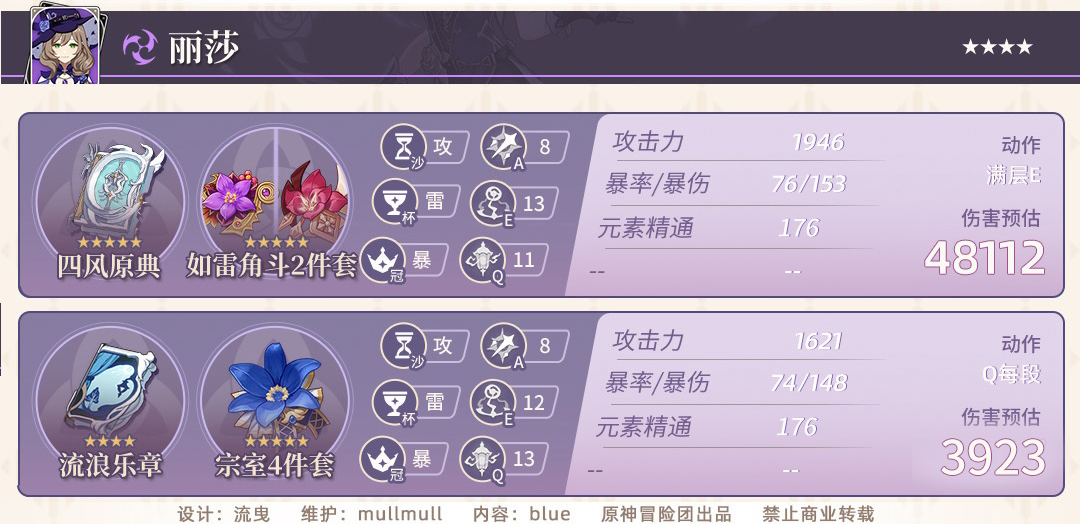 丽莎
★★★★
四风原典
★★★★★
如雷角斗2件套
★★★★★
沙 攻
A 8
杯 雷
E 13
冠 暴
Q 11
攻击力 1946
暴率/暴伤 76/153
元素精通 176
-- --
动作
满层E
伤害预估
48112
流浪乐章
★★★★
宗室4件套
★★★★★
沙 攻
A 8
杯 雷
E 12
冠 暴
Q 13
攻击力 1621
暴率/暴伤 74/148
元素精通 176
-- --
动作
Q每段
伤害预估
3923
设计：流曳 维护：mullmull 内容：blue 原神冒险团出品 禁止商业转载